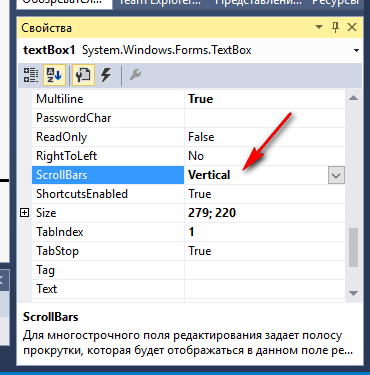 Team Explorer...
Ресурсы
Свойства
textBox1 System.Windows.Forms.TextBox
Multiline True
PasswordChar
ReadOnly False
RightToLeft No
ScrollBars Vertical
ShortcutsEnabled True
Size 279; 220
TabIndex 1
TabStop True
Tag
Text
ScrollBars
Для многострочного поля редактирования задает полосу
прокрутки, которая будет отображаться в данном поле ре...